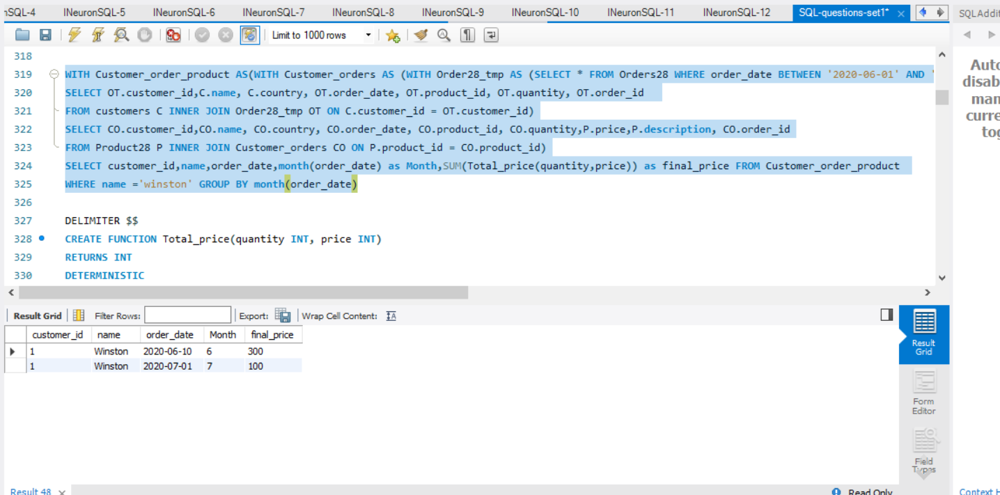 nSQL-4 INeuronSQL-5 INeuronSQL-6 INeuronSQL-7 INeuronSQL-8 INeuronSQL-9 INeuronSQL-10 INeuronSQL-11 INeuronSQL-12 SQL-questions-set1* SQLAddit
Limit to 1000 rows
318
319 WITH Customer_order_product AS(WITH Customer_orders AS (WITH Order28_tmp AS (SELECT * FROM Orders28 WHERE order_date BETWEEN '2020-06-01' AND '
320 SELECT OT.customer_id,C.name, C.country, OT.order_date, OT.product_id, OT.quantity, OT.order_id
321 FROM customers C INNER JOIN Order28_tmp OT ON C.customer_id = OT.customer_id)
322 SELECT CO.customer_id,CO.name, CO.country, CO.order_date, CO.product_id, CO.quantity,P.price,P.description, CO.order_id
323 FROM Product28 P INNER JOIN Customer_orders CO ON P.product_id = CO.product_id)
324 SELECT customer_id,name,order_date,month(order_date) as Month,SUM(Total_price(quantity,price)) as final_price FROM Customer_order_product
325 WHERE name ='winston' GROUP BY month(order_date)
326
327 DELIMITER $$
328 CREATE FUNCTION Total_price(quantity INT, price INT)
329 RETURNS INT
330 DETERMINISTIC
Auto
disab
man
curre
tog
Result Grid Filter Rows: Export: Wrap Cell Content:
customer_id name order_date Month final_price
1 Winston 2020-06-10 6 300
1 Winston 2020-07-01 7 100
Result
Grid
Form
Editor
Field
Types
Result 48 Read Only Context H